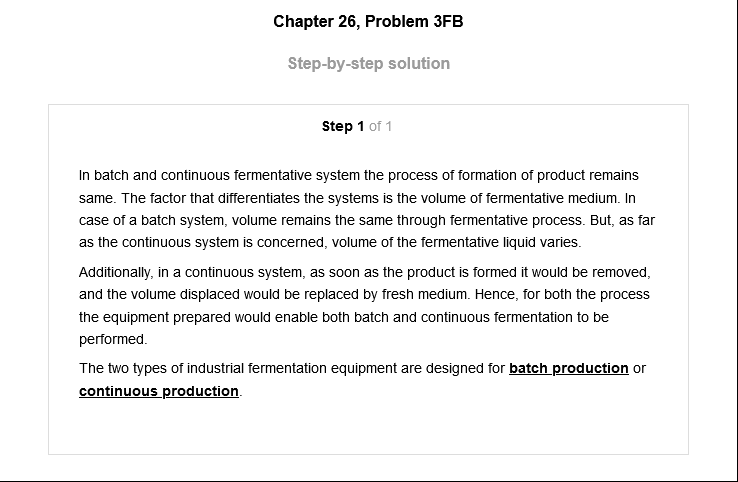 Chapter 26, Problem 3FB
Step-by-step solution
Step 1 of 1
In batch and continuous fermentative system the process of formation of product remains
same. The factor that differentiates the systems is the volume of fermentative medium. In
case of a batch system, volume remains the same through fermentative process. But, as far
as the continuous system is concerned, volume of the fermentative liquid varies.
Additionally, in a continuous system, as soon as the product is formed it would be removed,
and the volume displaced would be replaced by fresh medium. Hence, for both the process
the equipment prepared would enable both batch and continuous fermentation to be
performed.
The two types of industrial fermentation equipment are designed for batch production or
continuous production.